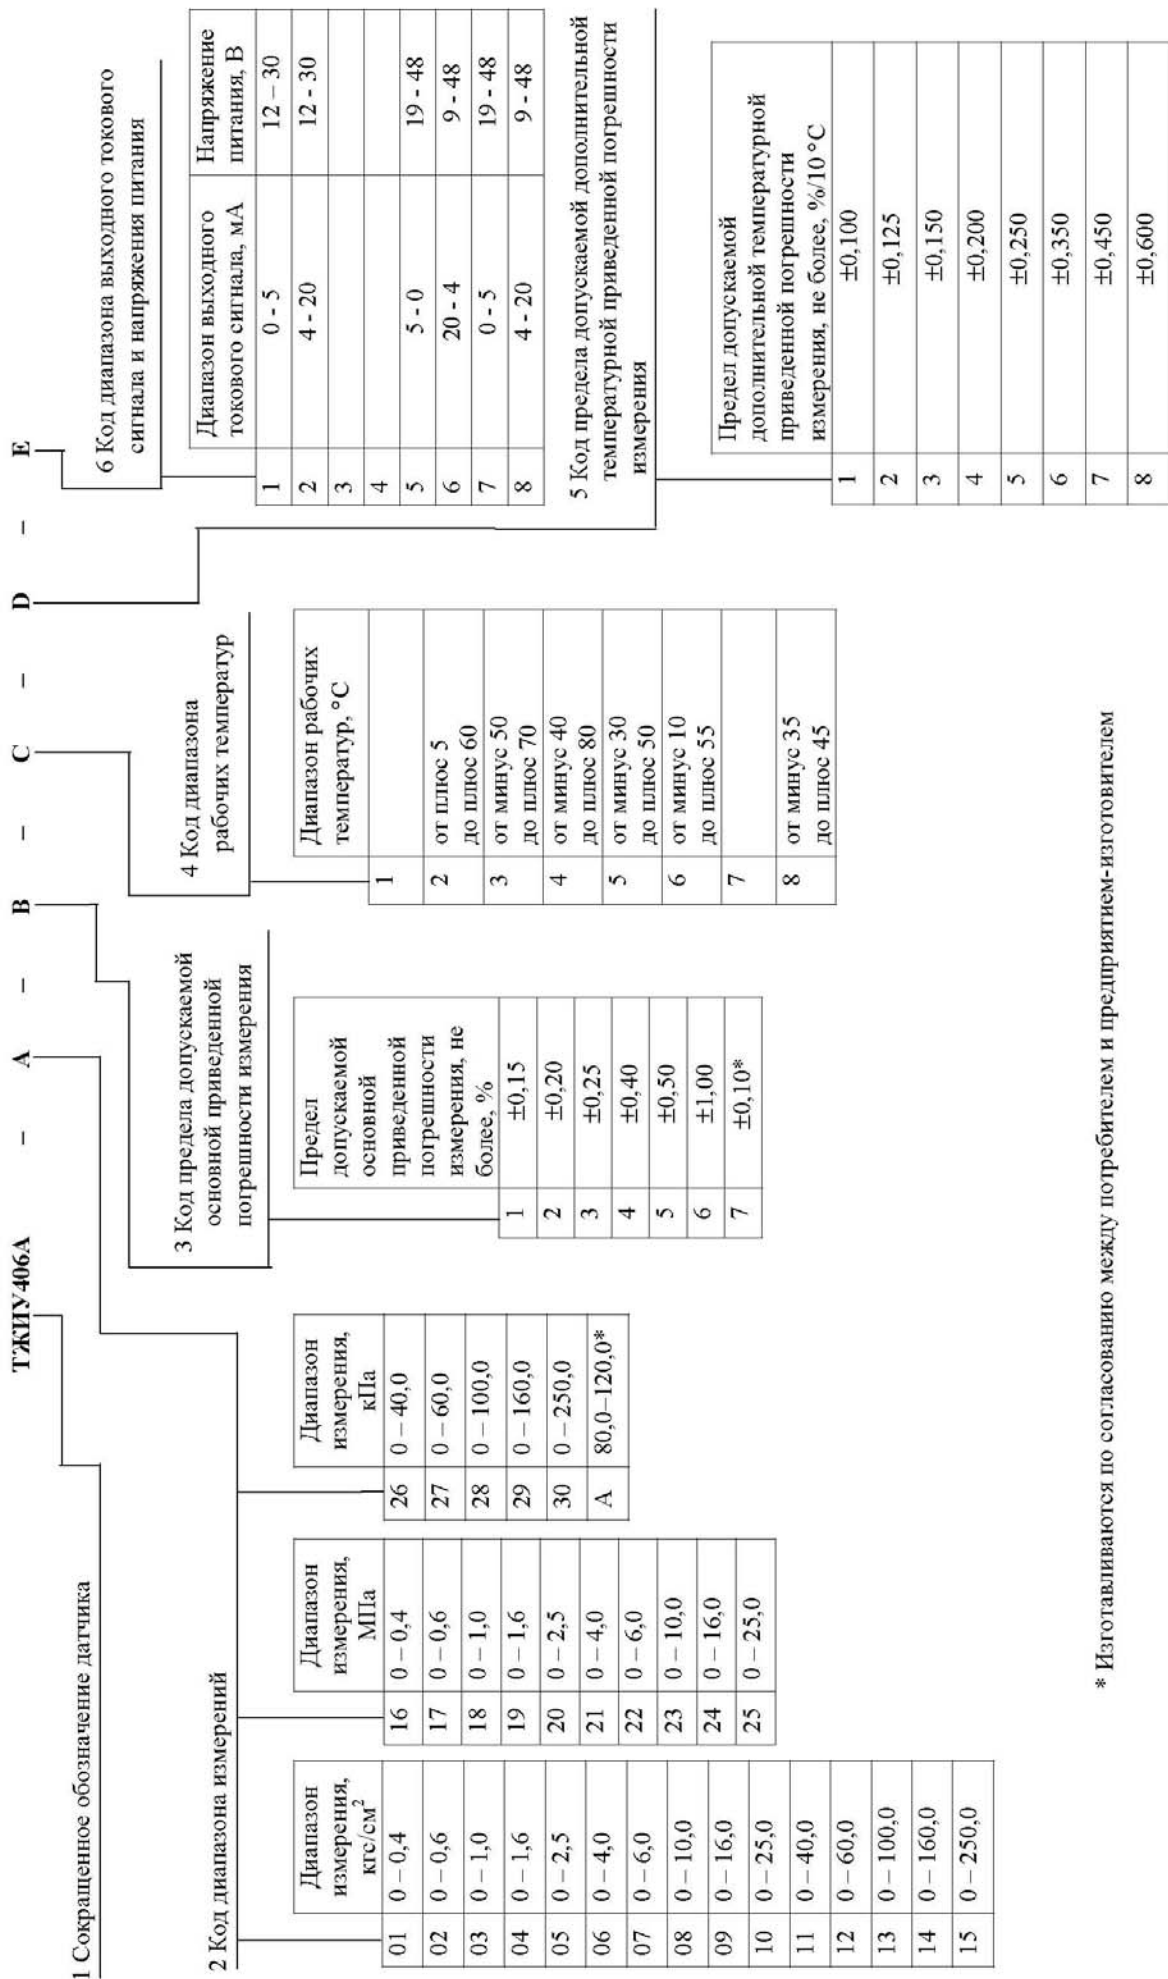 ТЖИУ406А – A – B – C – D – E
1 Сокращенное обозначение датчика
2 Код диапазона измерений
Диапазон
измерения,
кгс/см²
01 0 – 0,4
02 0 – 0,6
03 0 – 1,0
04 0 – 1,6
05 0 – 2,5
06 0 – 4,0
07 0 – 6,0
08 0 – 10,0
09 0 – 16,0
10 0 – 25,0
11 0 – 40,0
12 0 – 60,0
13 0 – 100,0
14 0 – 160,0
15 0 – 250,0
Диапазон
измерения,
МПа
16 0 – 0,4
17 0 – 0,6
18 0 – 1,0
19 0 – 1,6
20 0 – 2,5
21 0 – 4,0
22 0 – 6,0
23 0 – 10,0
24 0 – 16,0
25 0 – 25,0
Диапазон
измерения,
кПа
26 0 – 40,0
27 0 – 60,0
28 0 – 100,0
29 0 – 160,0
30 0 – 250,0
А 80,0–120,0*
3 Код предела допускаемой
основной приведенной
погрешности измерения
Предел
допускаемой
основной
приведенной
погрешности
измерения, не
более, %
1 ±0,15
2 ±0,20
3 ±0,25
4 ±0,40
5 ±0,50
6 ±1,00
7 ±0,10*
4 Код диапазона
рабочих температур
Диапазон рабочих
температур, °С
1
2 от плюс 5
до плюс 60
3 от минус 50
до плюс 70
4 от минус 40
до плюс 80
5 от минус 30
до плюс 50
6 от минус 10
до плюс 55
7
8 от минус 35
до плюс 45
6 Код диапазона выходного токового
сигнала и напряжения питания
Диапазон выходного Напряжение
токового сигнала, мА питания, В
1 0 - 5 12 – 30
2 4 - 20 12 - 30
3
4
5 5 - 0 19 - 48
6 20 - 4 9 - 48
7 0 - 5 19 - 48
8 4 - 20 9 - 48
5 Код предела допускаемой дополнительной
температурной приведенной погрешности
измерения
Предел допускаемой
дополнительной температурной
приведенной погрешности
измерения, не более, %/10 °С
1 ±0,100
2 ±0,125
3 ±0,150
4 ±0,200
5 ±0,250
6 ±0,350
7 ±0,450
8 ±0,600
* Изготавливаются по согласованию между потребителем и предприятием-изготовителем